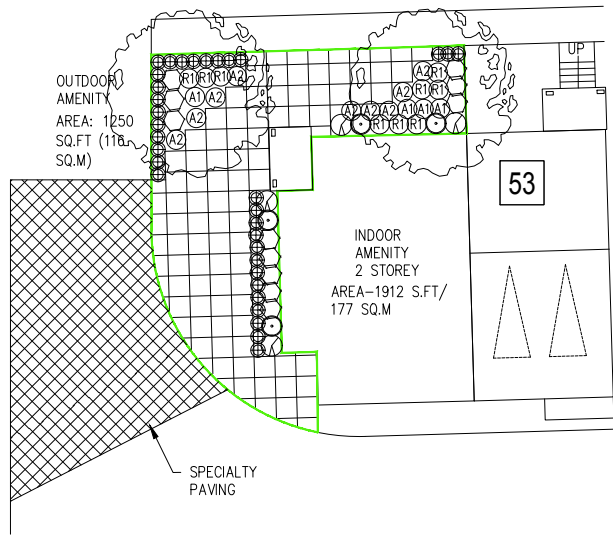 UP
OUTDOOR
AMENITY
AREA: 1250
SQ.FT (116
SQ.M)
R1 R1 R1 A2
A1 A2
A2
A2
A2 R1
A2 R1 R1
A2 A2 A2 A1 A1 A1
R1 R1 R1 R1
53
INDOOR
AMENITY
2 STOREY
AREA-1912 S.FT/
177 SQ.M
SPECIALTY
PAVING